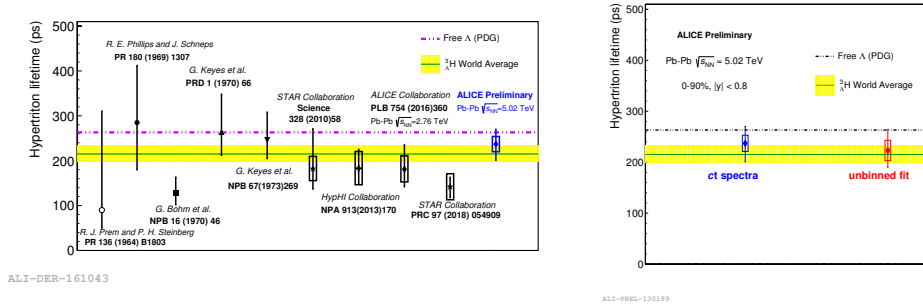 Hypertriton lifetime (ps)
500
400
300
200
100
0
R. E. Phillips and J. Schneps
PR 180 (1969) 1307
G. Keyes et al.
PRD 1 (1970) 66
STAR Collaboration
Science
328 (2010)58
ALICE Collaboration
PLB 754 (2016)360
Pb-Pb √sNN=2.76 TeV
ALICE Preliminary
Pb-Pb √sNN=5.02 TeV
Free Λ (PDG)
3ΛH World Average
R. J. Prem and P. H. Steinberg
PR 136 (1964) B1803
G. Bohm et al.
NPB 16 (1970) 46
G. Keyes et al.
NPB 67(1973)269
HypHI Collaboration
NPA 913(2013)170
STAR Collaboration
PRC 97 (2018) 054909
ALI-DER-161043
Hypertriton lifetime (ps)
500
400
300
200
100
0
ALICE Preliminary
Pb-Pb √sNN = 5.02 TeV
0-90%, |y| < 0.8
Free Λ (PDG)
3ΛH World Average
ct spectra
unbinned fit
ALI-PREL-130199